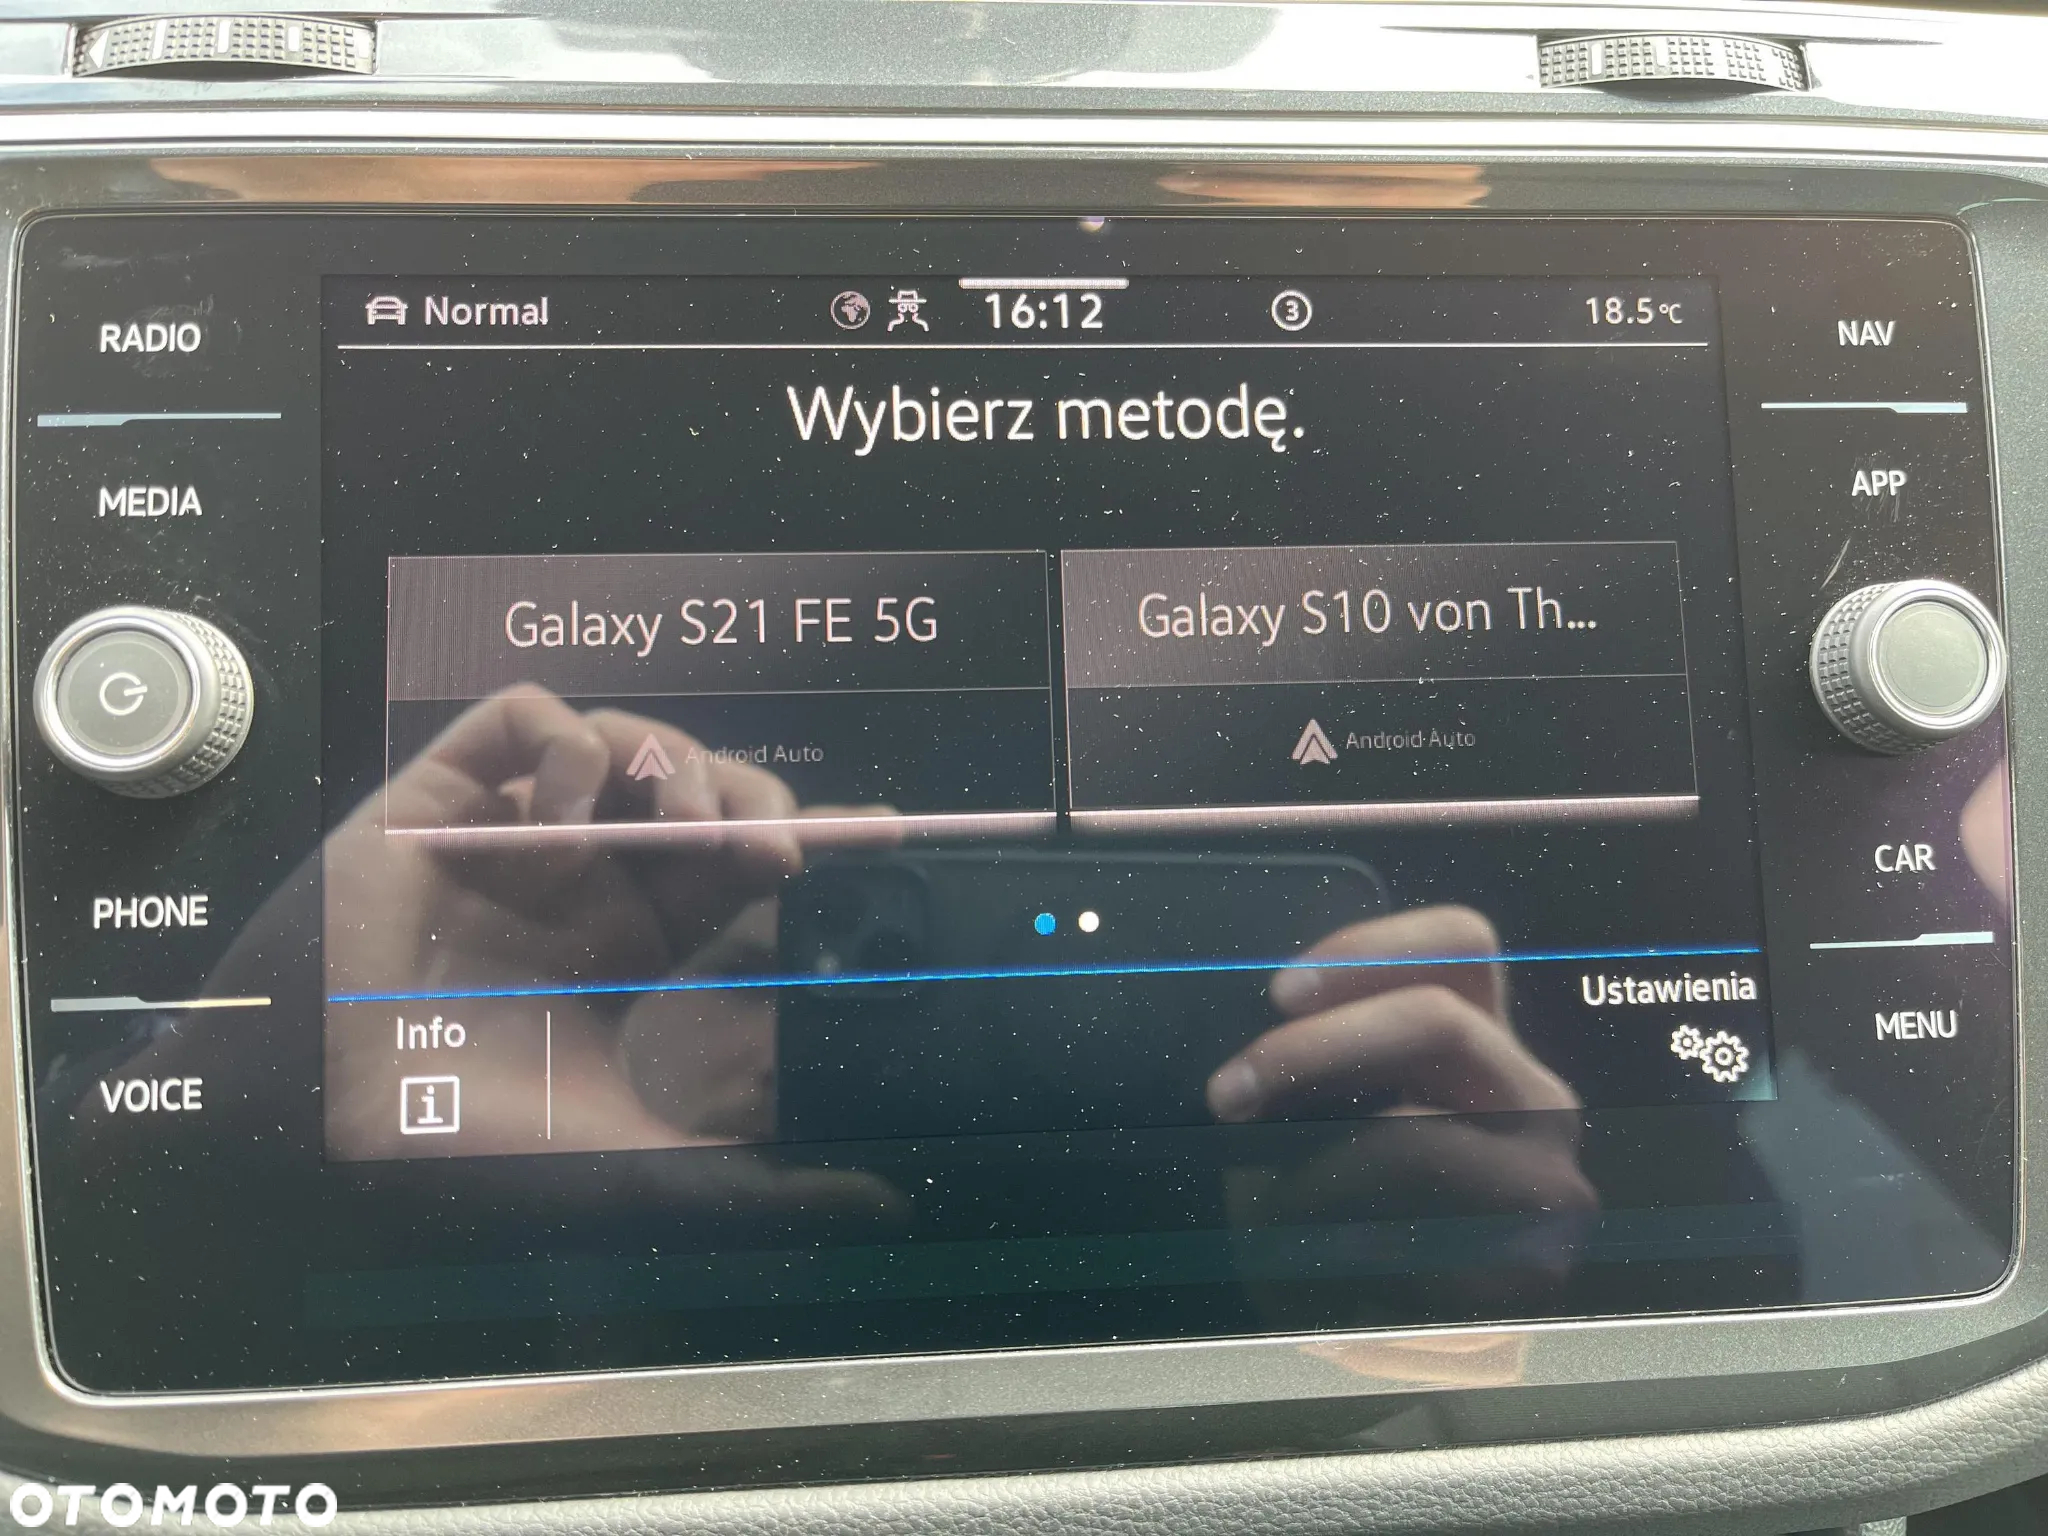 RADIO
MEDIA
PHONE
VOICE
Normal
16:12
3
18.5°C
Wybierz metodę.
Galaxy S21 FE 5G
Galaxy S10 von Th...
Android Auto
Android Auto
Info
i
Ustawienia
NAV
APP
CAR
MENU
OTOMOTO